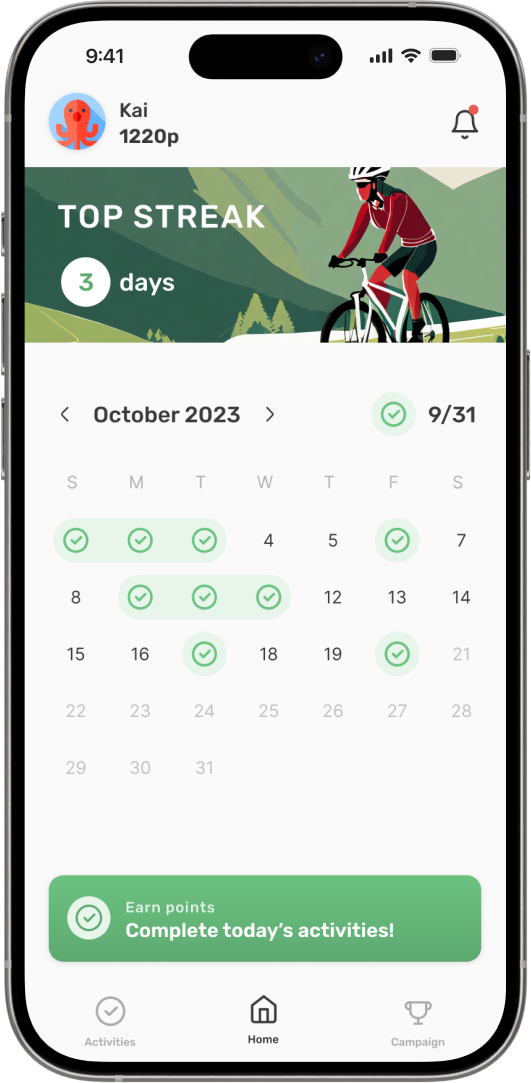 9:41
Kai
1220p
TOP STREAK
3 days
October 2023 9/31
S M T W T F S
4 5 7
8 12 13 14
15 16 18 19 21
22 23 24 25 26 27 28
29 30 31
Earn points
Complete today’s activities!
Activities Home Campaign